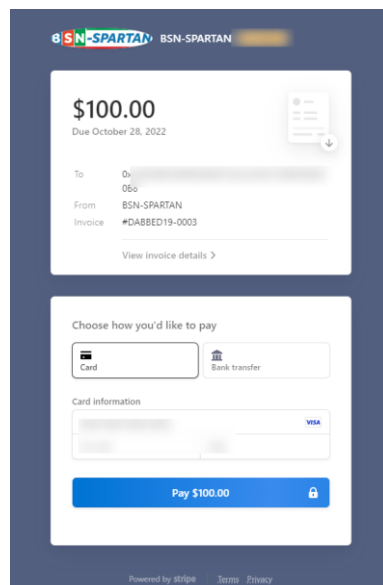 BSN-SPARTAN BSN-SPARTAN
$100.00
Due October 28, 2022
To 0x
0B6
From BSN-SPARTAN
Invoice #DABBED19-0003
View invoice details >
Choose how you'd like to pay
Card
Bank transfer
Card information
VISA
Pay $100.00
Powered by stripe Terms Privacy